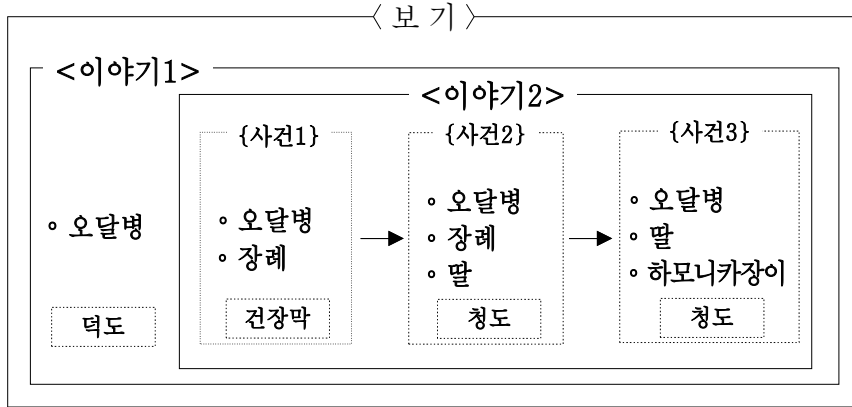 〈보 기〉
<이야기1>
<이야기2>
{사건1}
{사건2}
{사건3}
∘ 오달병
∘ 오달병
∘ 장례
∘ 오달병
∘ 장례
∘ 딸
∘ 오달병
∘ 딸
∘ 하모니카장이
덕도
건장막
청도
청도